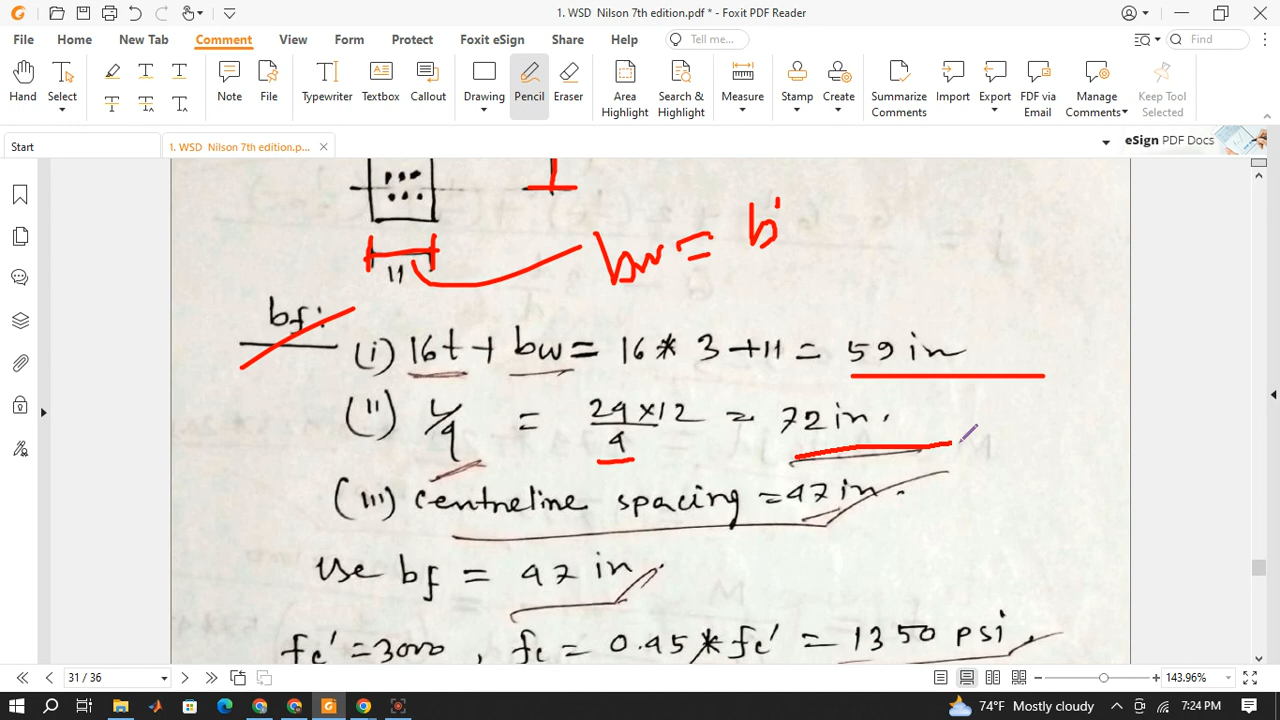 1. WSD Nilson 7th edition.pdf * - Foxit PDF Reader
File Home New Tab Comment View Form Protect Foxit eSign Share Help Tell me... Find
Hand Select Note File Typewriter Textbox Callout Drawing Pencil Eraser Area Highlight Search & Highlight Measure Stamp Create Summarize Comments Import Export PDF via Email Manage Comments Keep Tool Selected
Start 1. WSD Nilson 7th edition.p... eSign PDF Docs
11
bw = b'
bf:
(i) 16t + bw = 16 * 3 + 11 = 59 in
(ii) L/4 = 24×12/4 = 72 in.
(iii) centreline spacing = 47 in.
use bf = 47 in.
fc' = 3000, fc = 0.45 * fc' = 1350 psi.
31 / 36 143.96%
74°F Mostly cloudy 7:24 PM